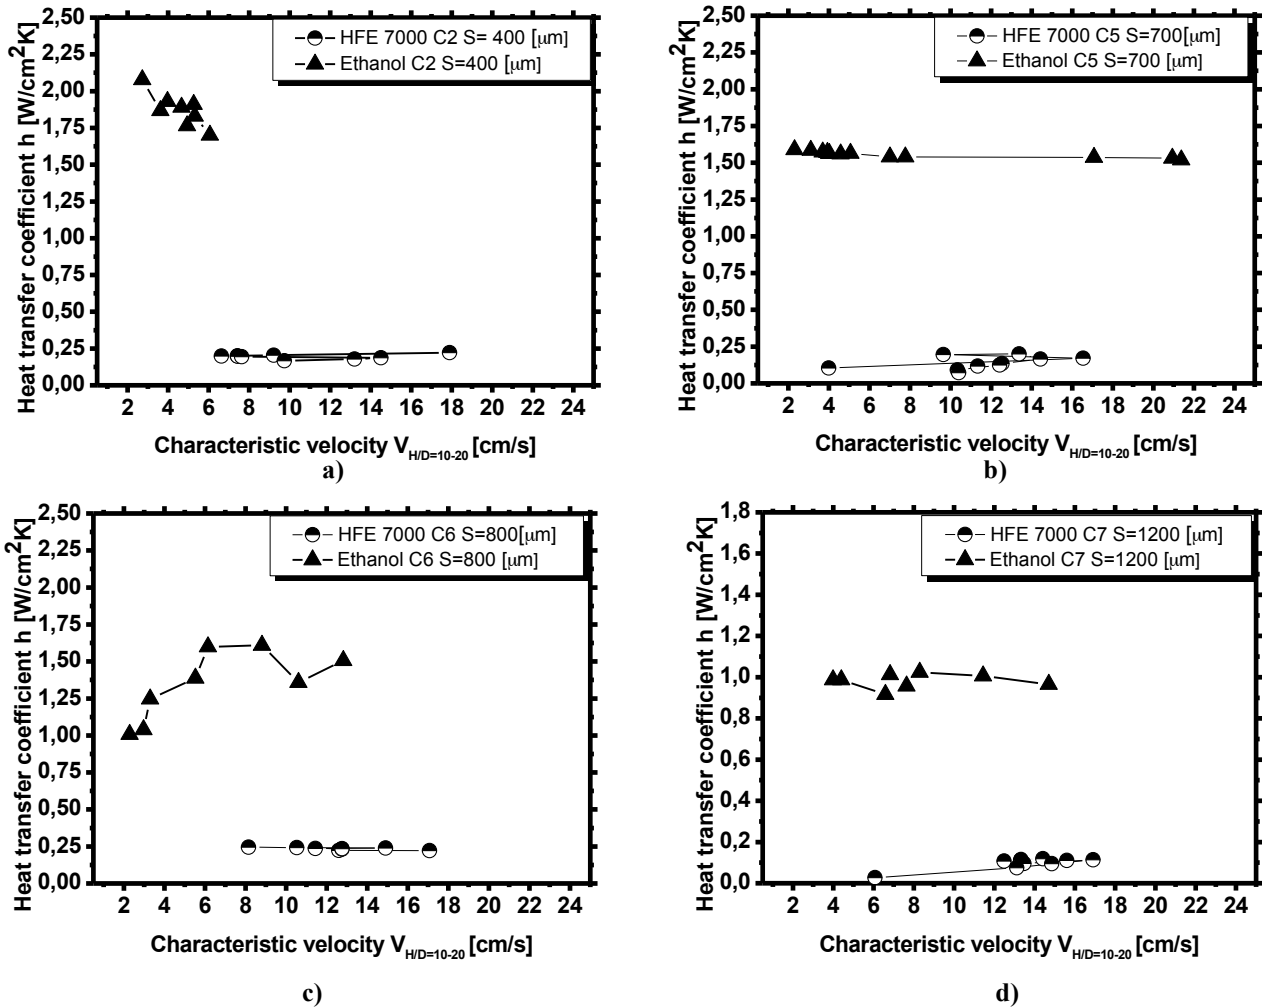 HFE 7000 C2 S= 400 [μm]
Ethanol C2 S=400 [μm]
Heat transfer coefficient h [W/cm²K]
2,50
2,25
2,00
1,75
1,50
1,25
1,00
0,75
0,50
0,25
0,00
2 4 6 8 10 12 14 16 18 20 22 24
Characteristic velocity V H/D=10-20 [cm/s]
a)
HFE 7000 C5 S=700[μm]
Ethanol C5 S=700 [μm]
Heat transfer coefficient h [W/cm²K]
2,50
2,25
2,00
1,75
1,50
1,25
1,00
0,75
0,50
0,25
0,00
2 4 6 8 10 12 14 16 18 20 22 24
Characteristic velocity V H/D=10-20 [cm/s]
b)
HFE 7000 C6 S=800[μm]
Ethanol C6 S=800 [μm]
Heat transfer coefficient h [W/cm²K]
2,50
2,25
2,00
1,75
1,50
1,25
1,00
0,75
0,50
0,25
0,00
2 4 6 8 10 12 14 16 18 20 22 24
Characteristic velocity V H/D=10-20 [cm/s]
c)
HFE 7000 C7 S=1200 [μm]
Ethanol C7 S=1200 [μm]
Heat transfer coefficient h [W/cm²K]
1,8
1,6
1,4
1,2
1,0
0,8
0,6
0,4
0,2
0,0
2 4 6 8 10 12 14 16 18 20 22 24
Characteristic velocity V H/D=10-20 [cm/s]
d)